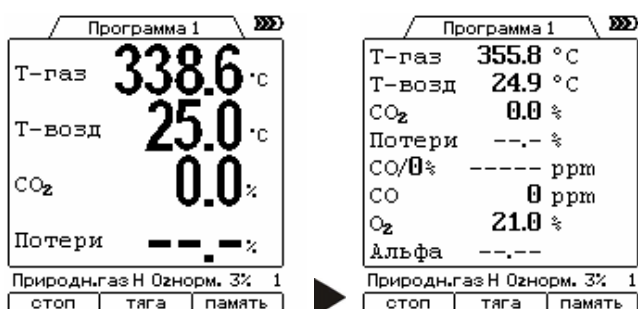 Программа 1
T-газ 338.6 °C
T-возд 25.0 °C
CO₂ 0.0 %
Потери --.- %
Природн.газ H O₂норм. 3% 1
стоп тяга память
Программа 1
T-газ 355.8 °C
T-возд 24.9 °C
CO₂ 0.0 %
Потери --.- %
CO/0% ----- ppm
CO 0 ppm
O₂ 21.0 %
Альфа --.--
Природн.газ H O₂норм. 3% 1
стоп тяга память